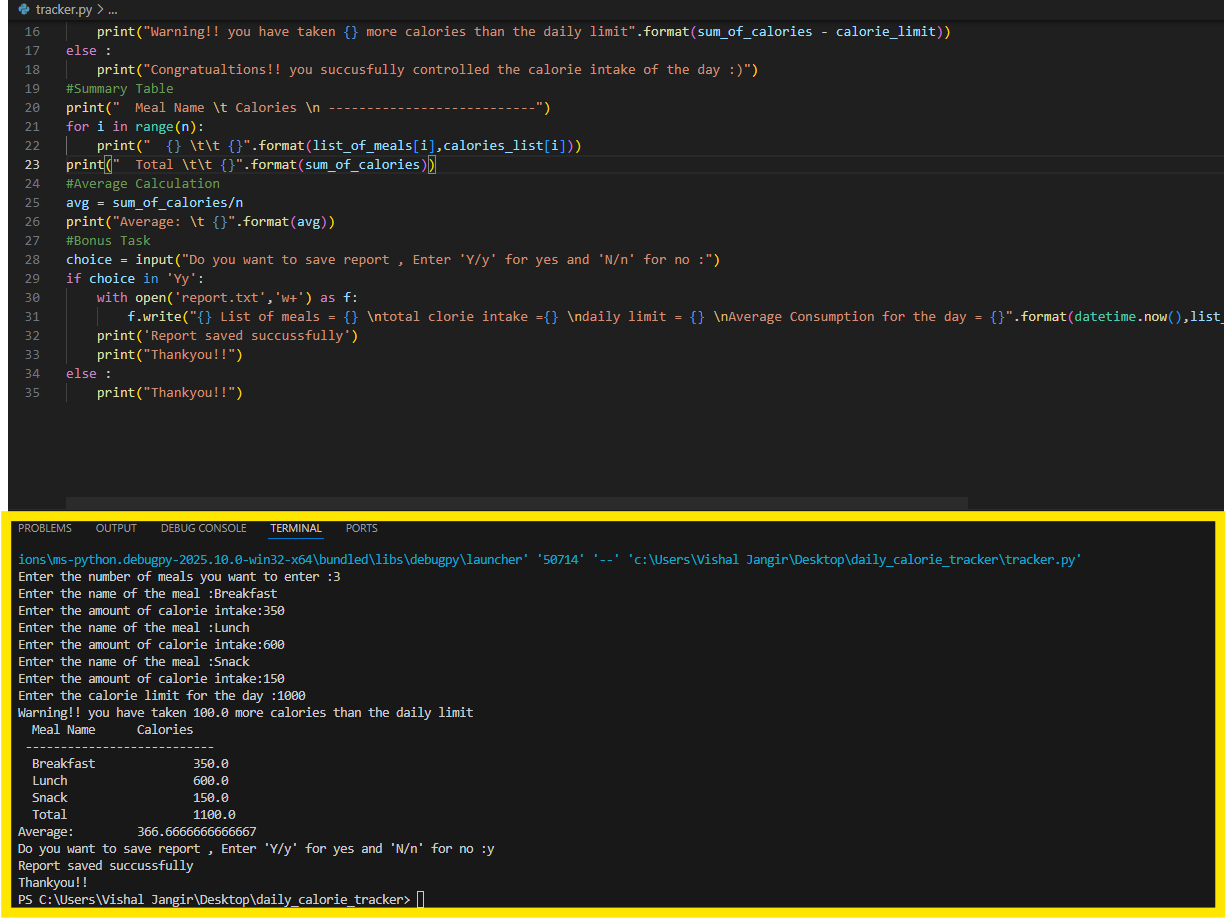 tracker.py > ...
16 print("Warning!! you have taken {} more calories than the daily limit".format(sum_of_calories - calorie_limit))
17 else :
18 print("Congratualtions!! you succusfully controlled the calorie intake of the day :)")
19 #Summary Table
20 print("  Meal Name \t Calories \n ---------------------------")
21 for i in range(n):
22 print("  {} \t\t {}".format(list_of_meals[i],calories_list[i]))
23 print("  Total \t\t {}".format(sum_of_calories))
24 #Average Calculation
25 avg = sum_of_calories/n
26 print("Average: \t {}".format(avg))
27 #Bonus Task
28 choice = input("Do you want to save report , Enter 'Y/y' for yes and 'N/n' for no :")
29 if choice in 'Yy':
30 with open('report.txt','w+') as f:
31 f.write("{} List of meals = {} \ntotal clorie intake ={} \ndaily limit = {} \nAverage Consumption for the day = {}".format(datetime.now(),list_
32 print('Report saved succussfully')
33 print("Thankyou!!")
34 else :
35 print("Thankyou!!")
PROBLEMS OUTPUT DEBUG CONSOLE TERMINAL PORTS
ions\ms-python.debugpy-2025.10.0-win32-x64\bundled\libs\debugpy\launcher' '50714' '--' 'c:\Users\Vishal Jangir\Desktop\daily_calorie_tracker\tracker.py'
Enter the number of meals you want to enter :3
Enter the name of the meal :Breakfast
Enter the amount of calorie intake:350
Enter the name of the meal :Lunch
Enter the amount of calorie intake:600
Enter the name of the meal :Snack
Enter the amount of calorie intake:150
Enter the calorie limit for the day :1000
Warning!! you have taken 100.0 more calories than the daily limit
Meal Name Calories
---------------------------
Breakfast 350.0
Lunch 600.0
Snack 150.0
Total 1100.0
Average: 366.6666666666667
Do you want to save report , Enter 'Y/y' for yes and 'N/n' for no :y
Report saved succussfully
Thankyou!!
PS C:\Users\Vishal Jangir\Desktop\daily_calorie_tracker>